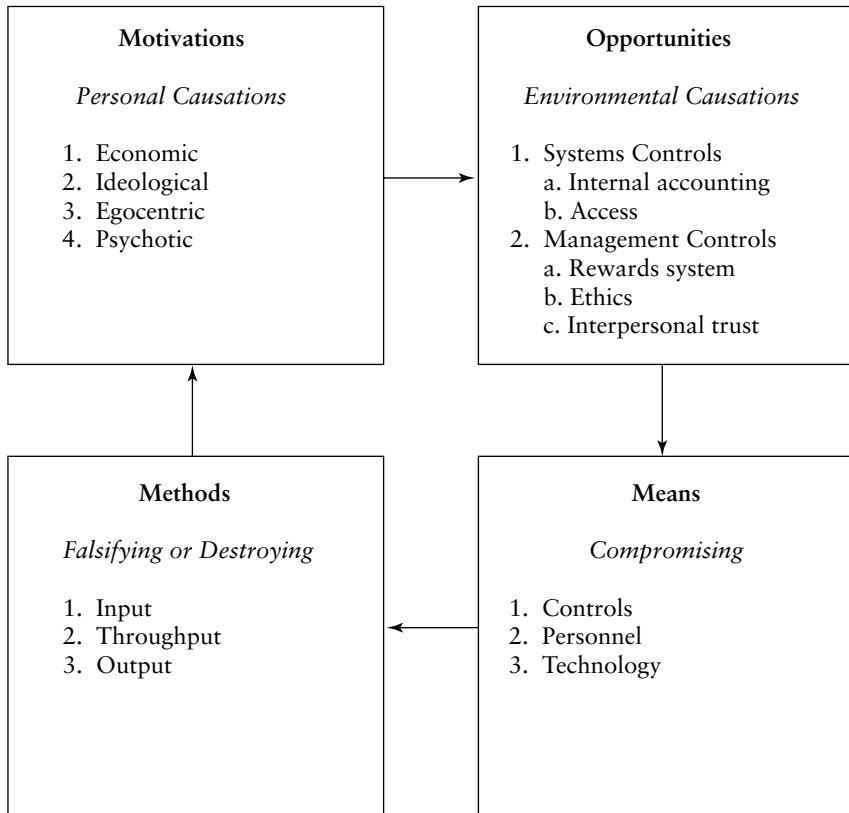 Motivations
Personal Causations
1. Economic
2. Ideological
3. Egocentric
4. Psychotic
Opportunities
Environmental Causations
1. Systems Controls
a. Internal accounting
b. Access
2. Management Controls
a. Rewards system
b. Ethics
c. Interpersonal trust
Methods
Falsifying or Destroying
1. Input
2. Throughput
3. Output
Means
Compromising
1. Controls
2. Personnel
3. Technology